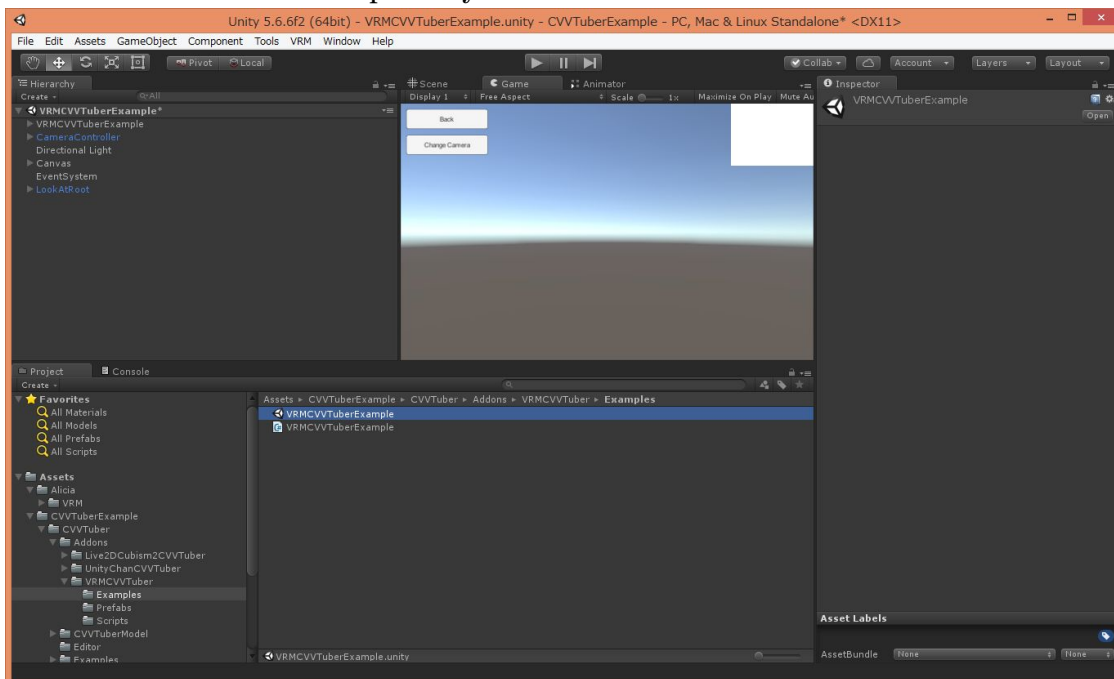 Unity 5.6.6f2 (64bit) - VRMCVVTuberExample.unity - CVVTuberExample - PC, Mac & Linux Standalone* <DX11>
File Edit Assets GameObject Component Tools VRM Window Help
Pivot Local Collab Account Layers Layout
Hierarchy
Create All
VRMCVVTuberExample*
VRMCVVTuberExample
CameraController
Directional Light
Canvas
EventSystem
LookAtRoot
Scene Game Animator
Display 1 Free Aspect Scale 1x Maximize On Play Mute Au
Back
Change Camera
Inspector
VRMCVVTuberExample
Open
Project Console
Create
Favorites
All Materials
All Models
All Prefabs
All Scripts
Assets
Alicia
VRM
CVVTuberExample
CVVTuber
Addons
Live2DCubism2CVVTuber
UnityChanCVVTuber
VRMCVVTuber
Examples
Prefabs
Scripts
CVVTuberModel
Editor
Examples
Assets ▸ CVVTuberExample ▸ CVVTuber ▸ Addons ▸ VRMCVVTuber ▸ Examples
VRMCVVTuberExample
VRMCVVTuberExample
VRMCVVTuberExample.unity
Asset Labels
AssetBundle None None